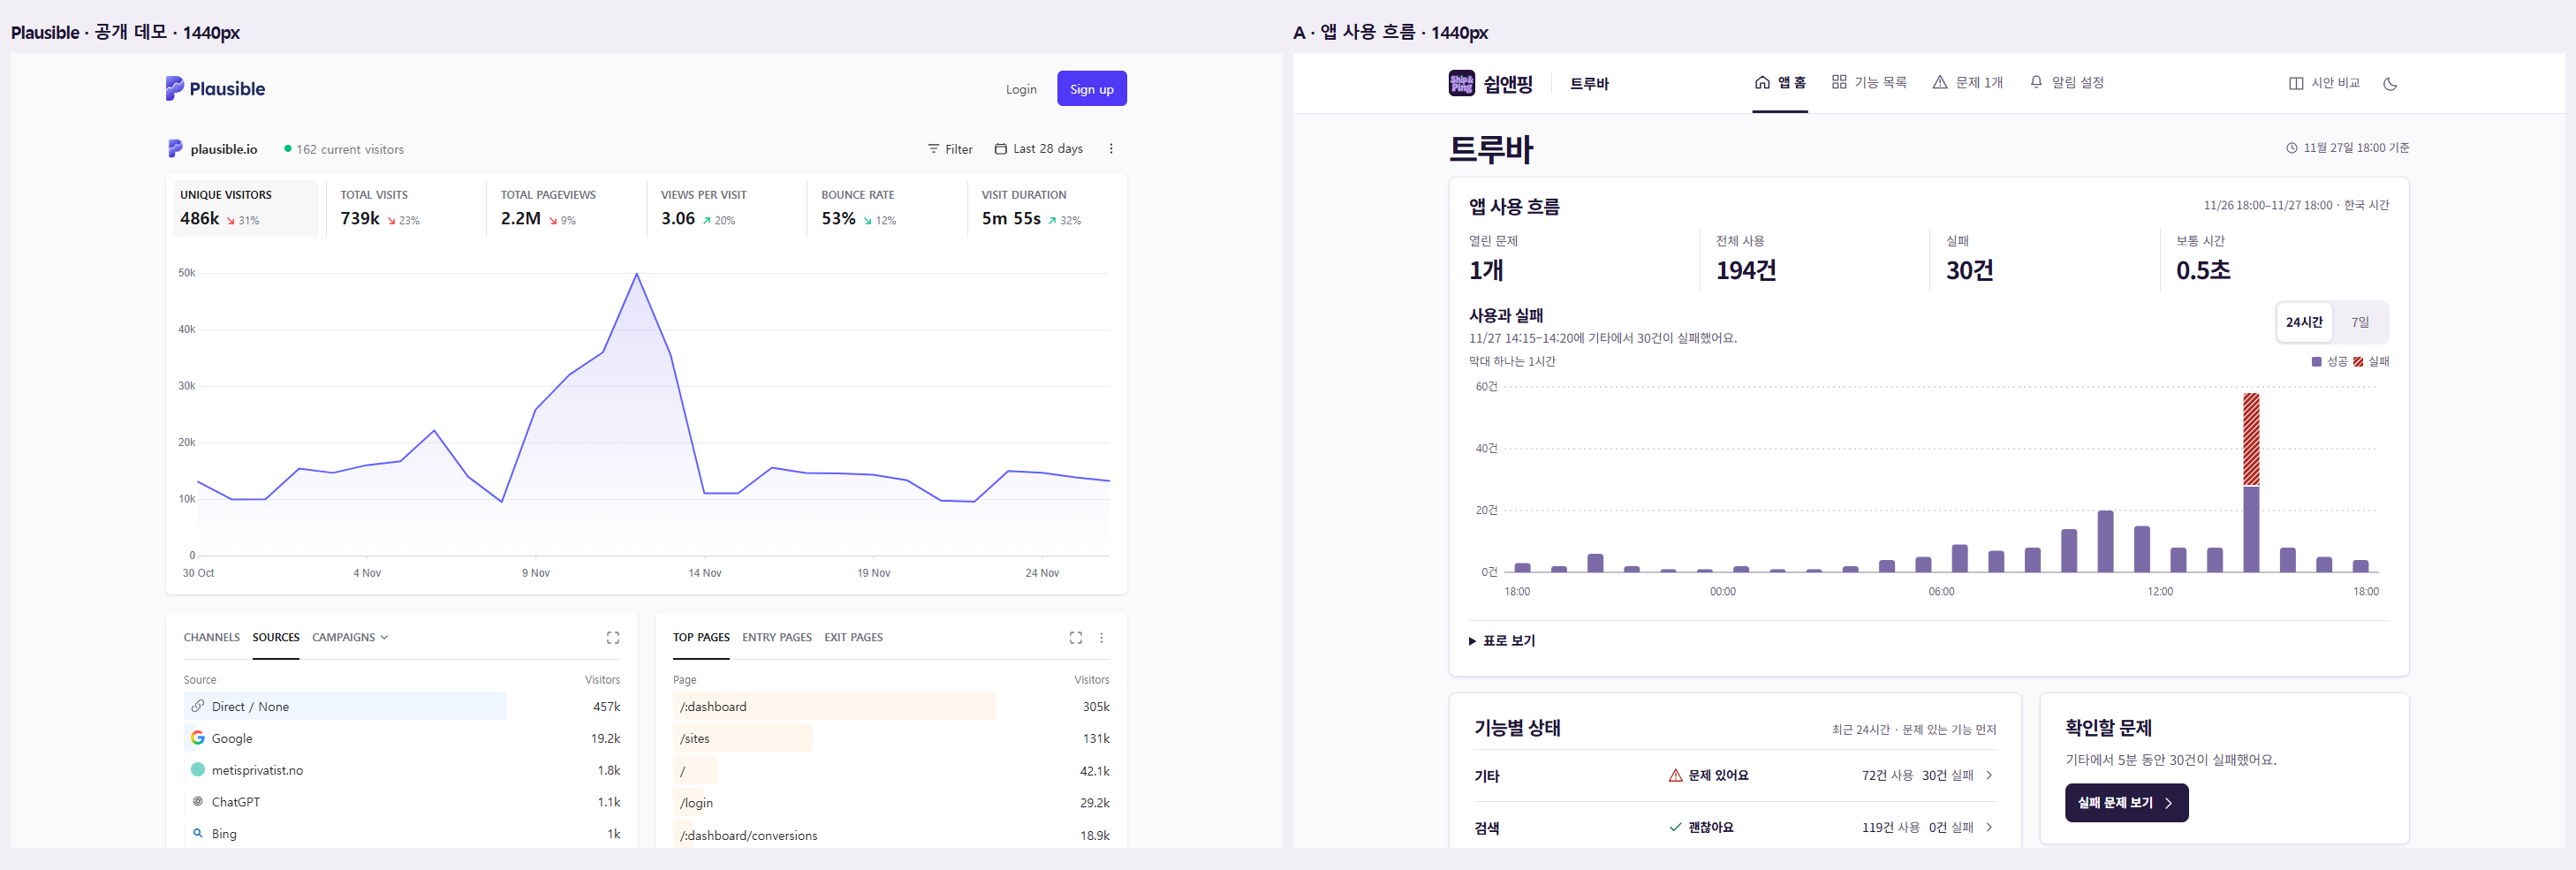 Plausible · 공개 데모 · 1440px
Plausible
Login
Sign up
plausible.io
162 current visitors
Filter
Last 28 days
UNIQUE VISITORS
486k 31%
TOTAL VISITS
739k 23%
TOTAL PAGEVIEWS
2.2M 9%
VIEWS PER VISIT
3.06 20%
BOUNCE RATE
53% 12%
VISIT DURATION
5m 55s 32%
50k
40k
30k
20k
10k
0
30 Oct 4 Nov 9 Nov 14 Nov 19 Nov 24 Nov
CHANNELS SOURCES CAMPAIGNS
Source Visitors
Direct / None 457k
Google 19.2k
metisprivatist.no 1.8k
ChatGPT 1.1k
Bing 1k
TOP PAGES ENTRY PAGES EXIT PAGES
Page Visitors
/:dashboard 305k
/sites 131k
/ 42.1k
/login 29.2k
/:dashboard/conversions 18.9k
A · 앱 사용 흐름 · 1440px
Ship& Ping
쉽앤핑
트루바
앱 홈
기능 목록
문제 1개
알림 설정
시안 비교
트루바
11월 27일 18:00 기준
앱 사용 흐름
11/26 18:00–11/27 18:00 · 한국 시간
열린 문제
1개
전체 사용
194건
실패
30건
보통 시간
0.5초
사용과 실패
11/27 14:15–14:20에 기타에서 30건이 실패했어요.
24시간 7일
막대 하나는 1시간
성공 실패
60건
40건
20건
0건
18:00 00:00 06:00 12:00 18:00
▶ 표로 보기
기능별 상태
최근 24시간 · 문제 있는 기능 먼저
기타 문제 있어요 72건 사용 30건 실패
검색 괜찮아요 119건 사용 0건 실패
확인할 문제
기타에서 5분 동안 30건이 실패했어요.
실패 문제 보기